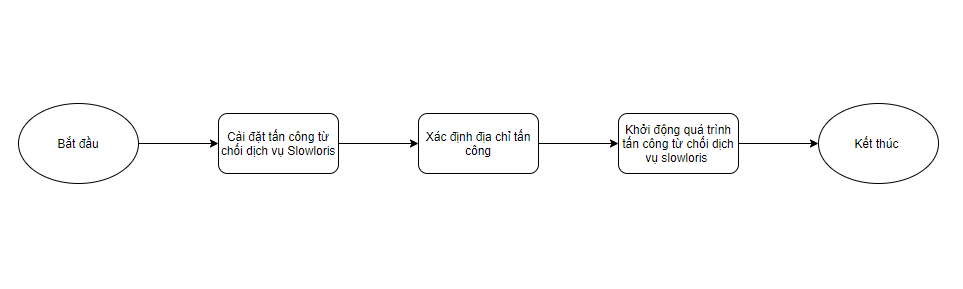 Bắt đầu
Cài đặt tấn công từ
chối dịch vụ Slowloris
Xác định địa chỉ tấn
công
Khởi động quá trình
tấn công từ chối dịch
vụ slowloris
Kết thúc